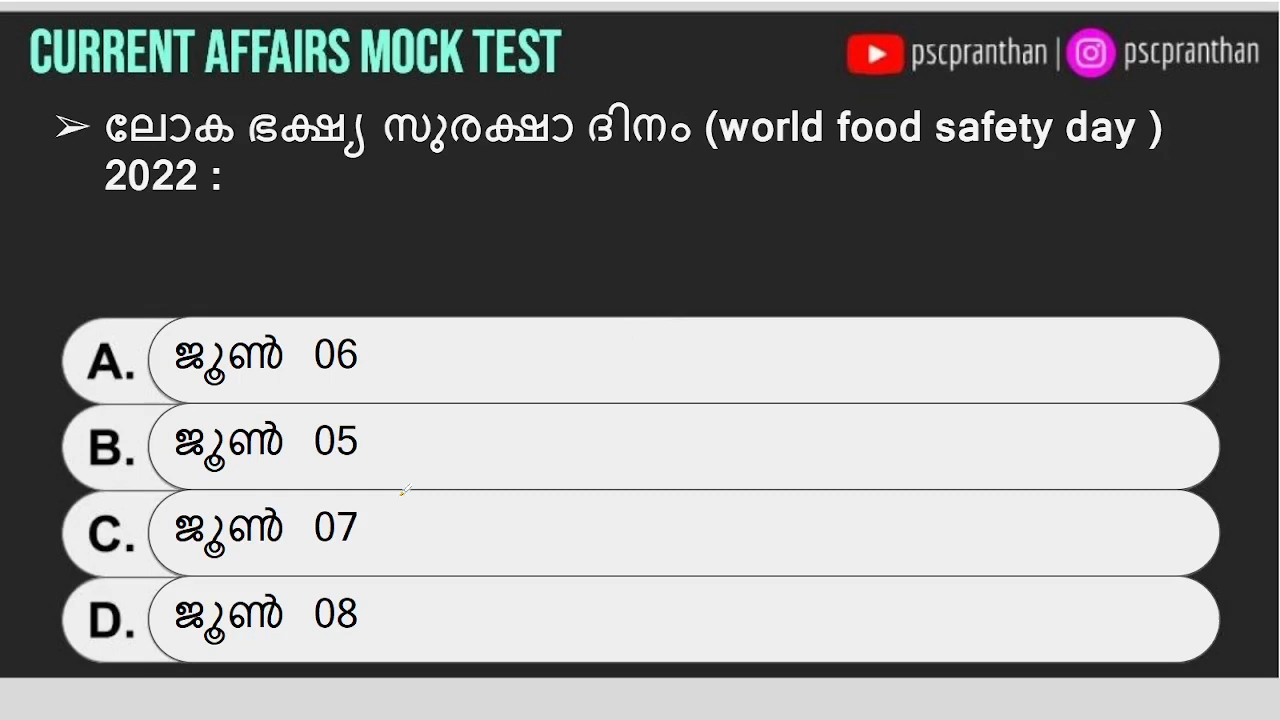 CURRENT AFFAIRS MOCK TEST
pscpranthan | pscpranthan
➢ ലോക ഭക്ഷ്യ സുരക്ഷാ ദിനം (world food safety day )
2022 :
A. ജൂൺ 06
B. ജൂൺ 05
C. ജൂൺ 07
D. ജൂൺ 08